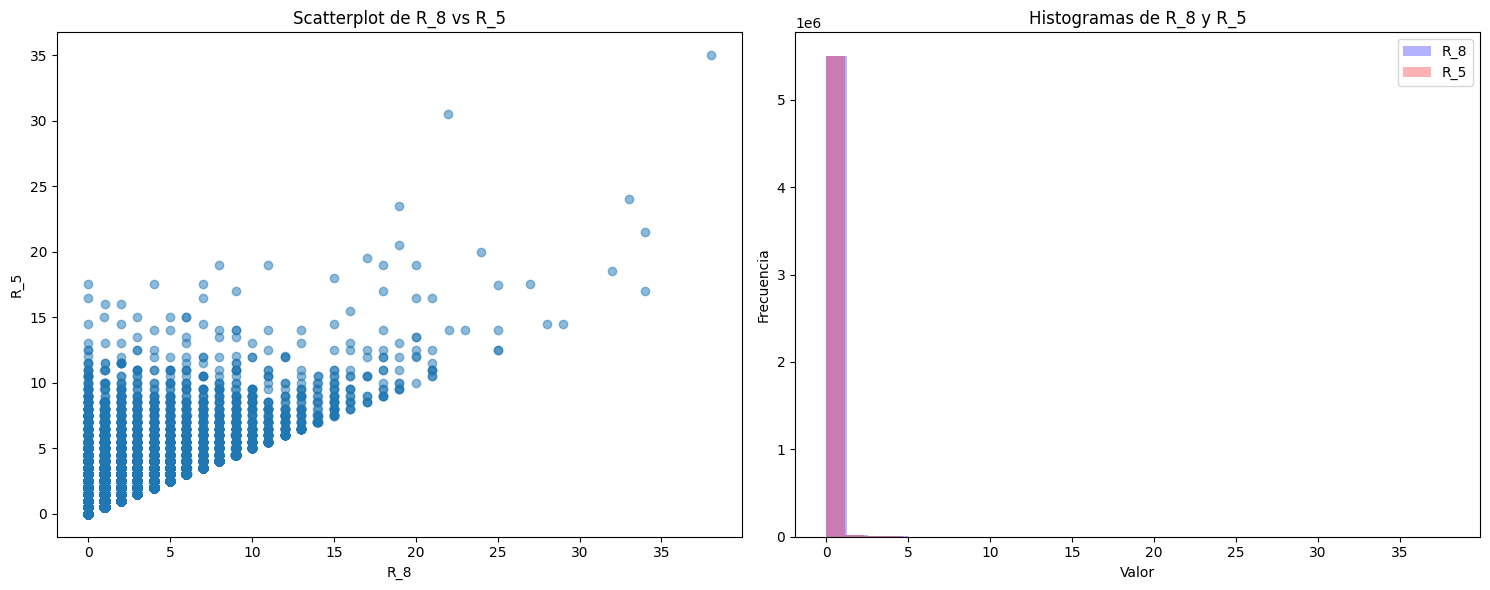 Scatterplot de R_8 vs R_5
R_5
35
30
25
20
15
10
5
0
0 5 10 15 20 25 30 35
R_8
Histogramas de R_8 y R_5
1e6
Frecuencia
5
4
3
2
1
0
0 5 10 15 20 25 30 35
Valor
R_8
R_5